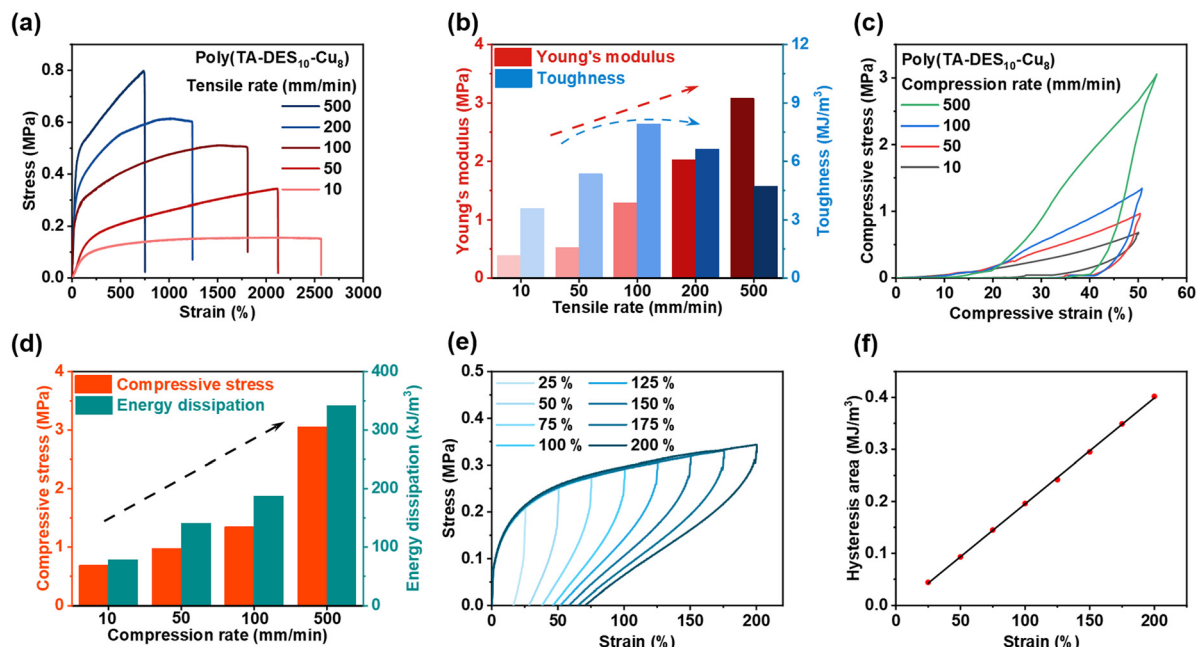 (a)
Poly(TA-DES10-Cu8)
Tensile rate (mm/min)
500
200
100
50
10
Stress (MPa)
0.8
0.6
0.4
0.2
0.0
0 500 1000 1500 2000 2500 3000
Strain (%)
(b)
Young's modulus
Toughness
Young's modulus (MPa)
4
3
2
1
0
Toughness (MJ/m³)
12
9
6
3
0
10 50 100 200 500
Tensile rate (mm/min)
(c)
Poly(TA-DES10-Cu8)
Compression rate (mm/min)
500
100
50
10
Compressive stress (MPa)
3
2
1
0
0 10 20 30 40 50 60
Compressive strain (%)
(d)
Compressive stress
Energy dissipation
Compressive stress (MPa)
4
3
2
1
0
Energy dissipation (kJ/m³)
400
300
200
100
0
10 50 100 500
Compression rate (mm/min)
(e)
25 % 125 %
50 % 150 %
75 % 175 %
100 % 200 %
Stress (MPa)
0.5
0.4
0.3
0.2
0.1
0.0
0 50 100 150 200
Strain (%)
(f)
Hysteresis area (MJ/m³)
0.4
0.3
0.2
0.1
0.0
0 50 100 150 200
Strain (%)